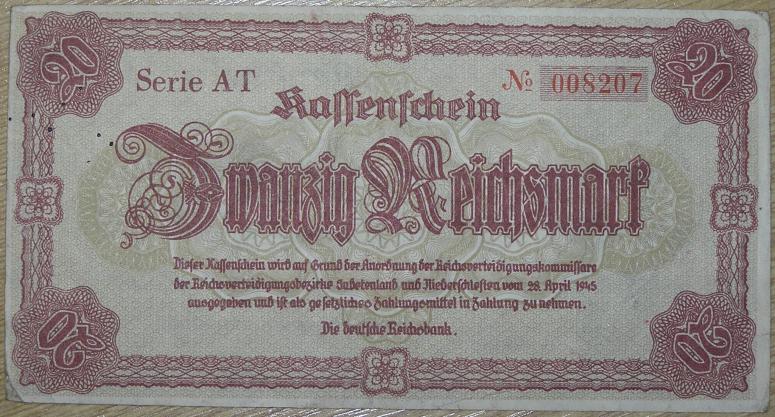 20 20
Serie AT № 008207
Kassenschein
Zwanzig Reichsmark
Dieser Kassenschein wird auf Grund der Anordnung der Reichsverteidigungskommissare
der Reichsverteidigungsbezirke Sudetenland und Niederschlesien vom 28. April 1945
ausgegeben und ist als gesetzliches Zahlungsmittel in Zahlung zu nehmen.
Die deutsche Reichsbank.
20 20